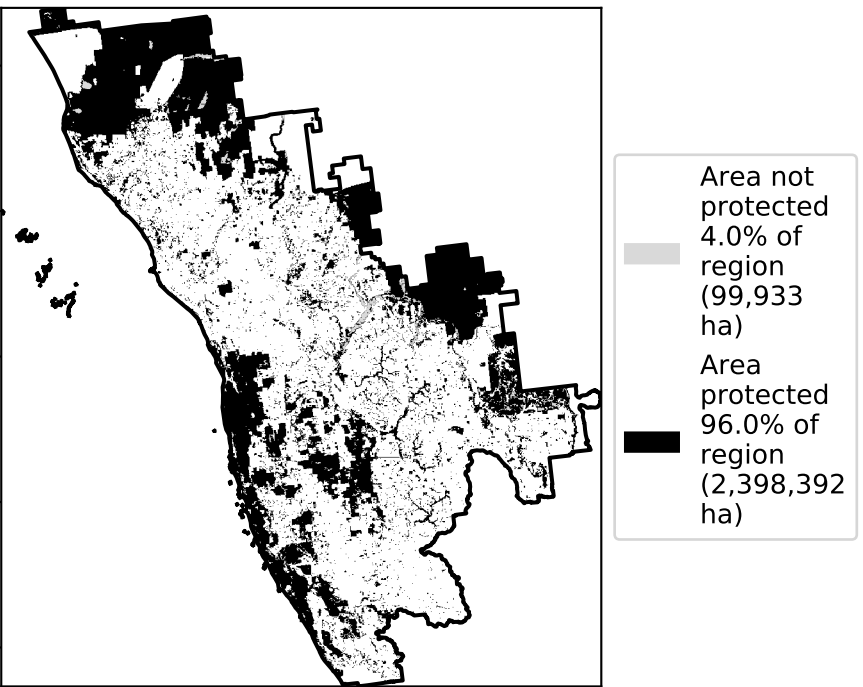 Area not
protected
4.0% of
region
(99,933
ha)
Area
protected
96.0% of
region
(2,398,392
ha)